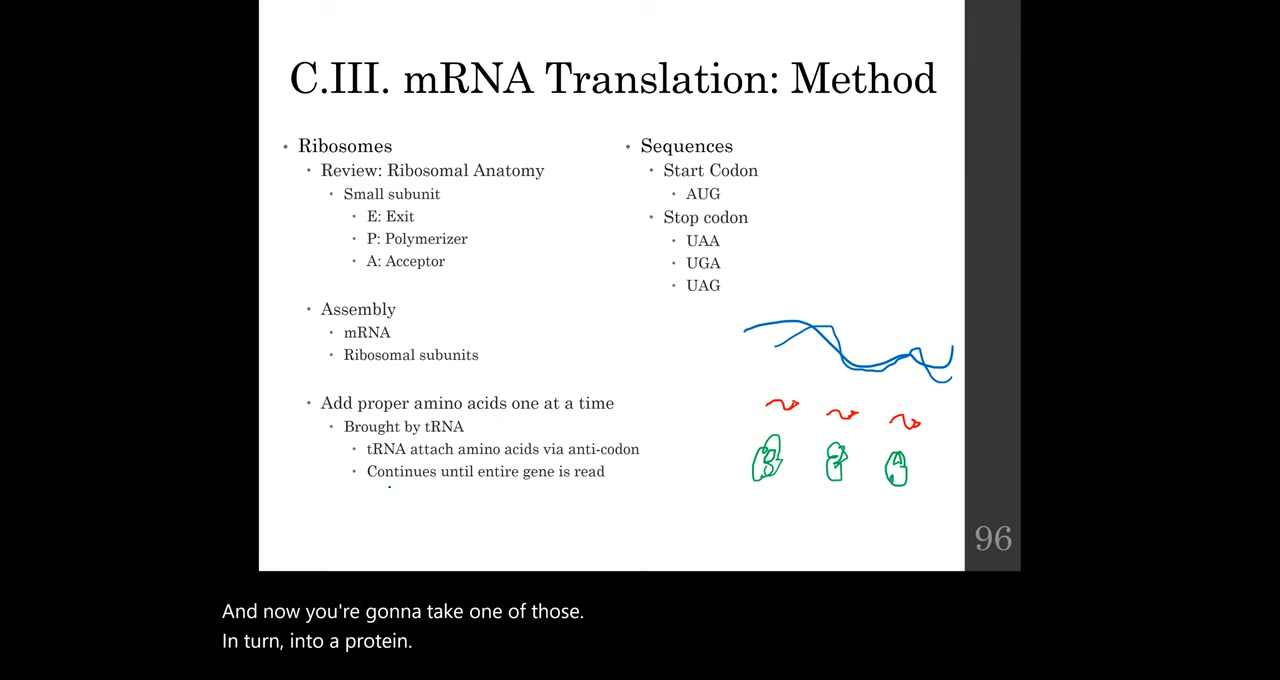 C.III. mRNA Translation: Method
• Ribosomes
• Review: Ribosomal Anatomy
• Small subunit
• E: Exit
• P: Polymerizer
• A: Acceptor
• Assembly
• mRNA
• Ribosomal subunits
• Add proper amino acids one at a time
• Brought by tRNA
• tRNA attach amino acids via anti-codon
• Continues until entire gene is read
• Sequences
• Start Codon
• AUG
• Stop codon
• UAA
• UGA
• UAG
96
And now you're gonna take one of those.
In turn, into a protein.